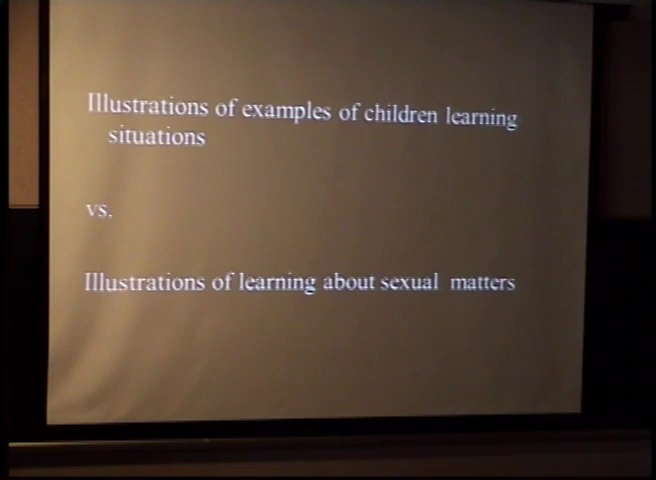 Illustrations of examples of children learning
situations
vs.
Illustrations of learning about sexual matters